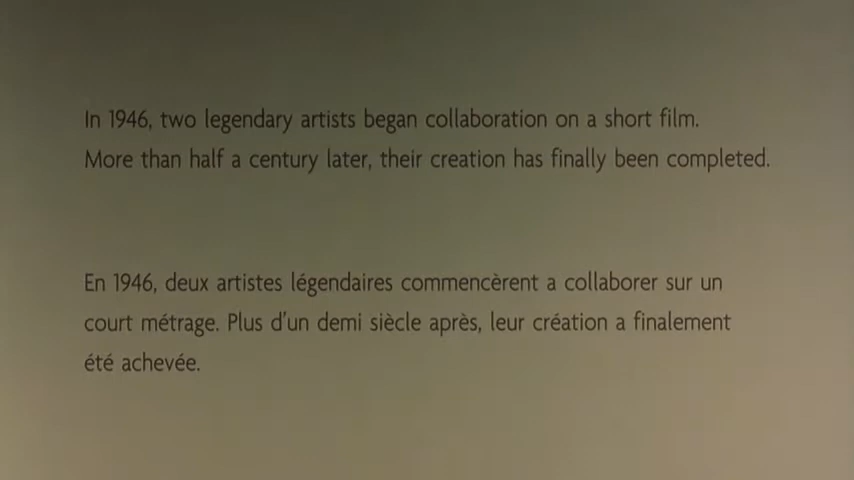 In 1946, two legendary artists began collaboration on a short film.
More than half a century later, their creation has finally been completed.
En 1946, deux artistes légendaires commencèrent a collaborer sur un
court métrage. Plus d'un demi siècle après, leur création a finalement
été achevée.